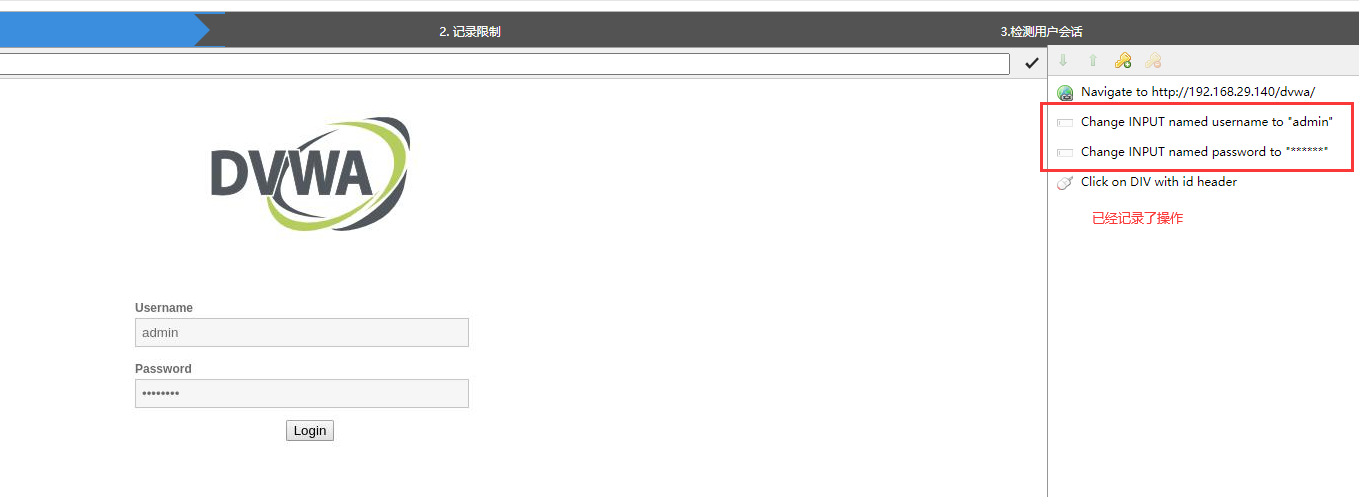 2. 记录限制
3.检测用户会话
Navigate to http://192.168.29.140/dvwa/
Change INPUT named username to "admin"
Change INPUT named password to "******"
Click on DIV with id header
已经记录了操作
DVWA
Username
admin
Password
••••••••
Login